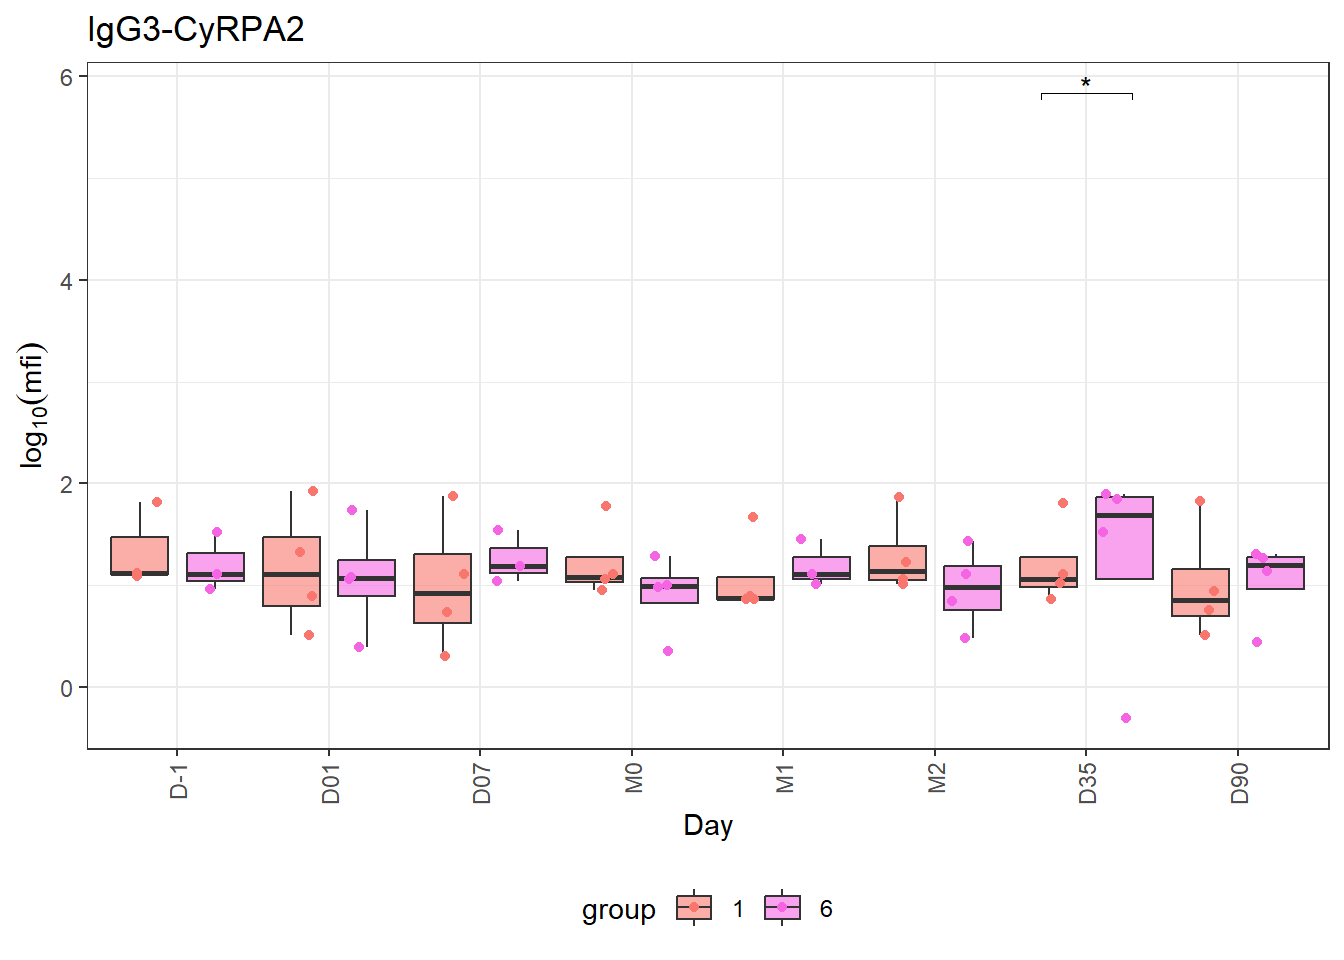 IgG3-CyRPA2
*
6
4
2
0
log₁₀(mfi)
D-1
D01
D07
M0
M1
M2
D35
D90
Day
group 1 6